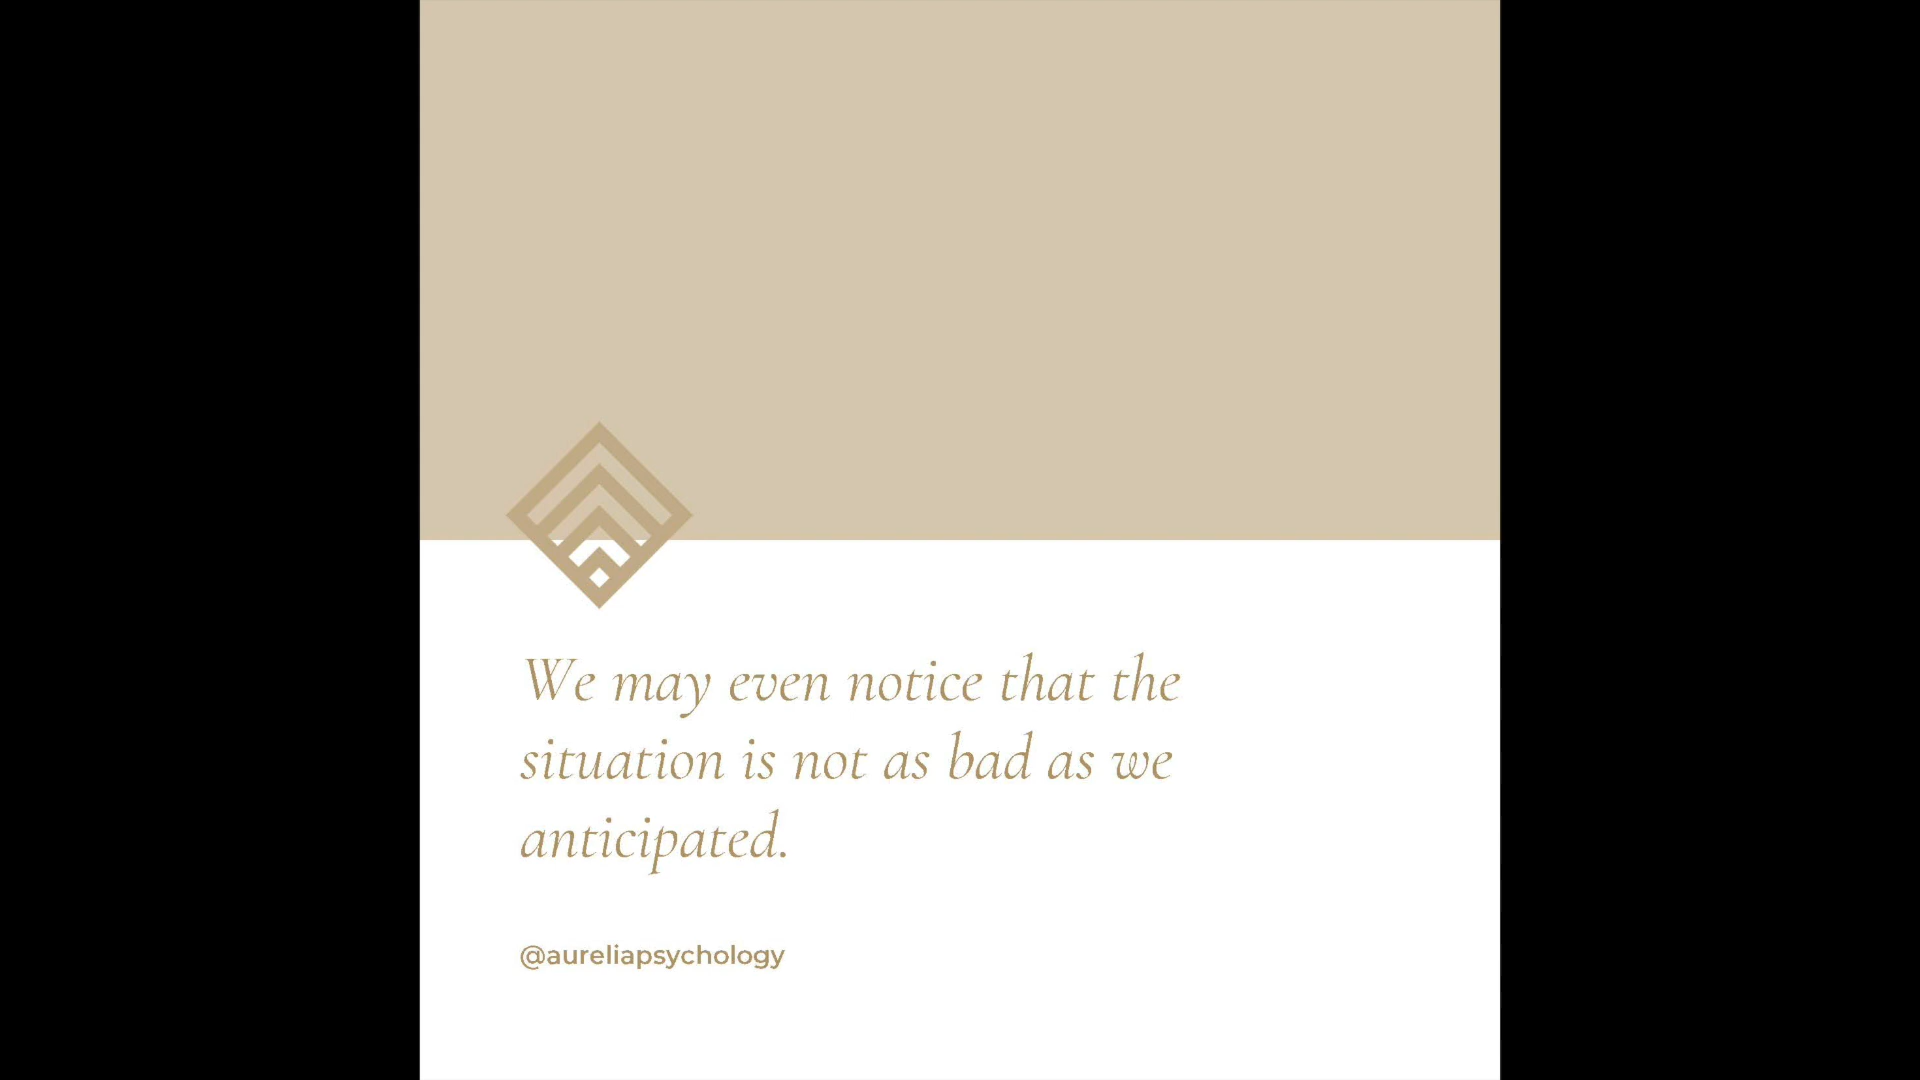 We may even notice that the
situation is not as bad as we
anticipated.
@aureliapsychology